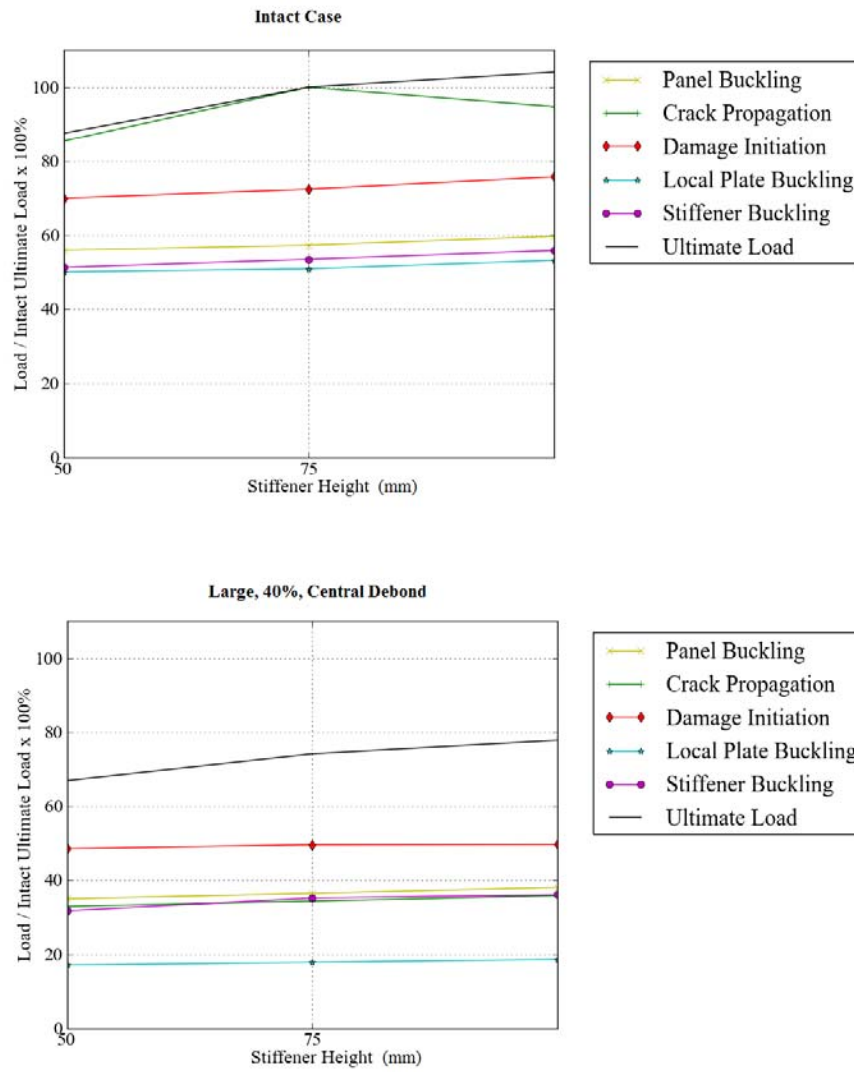 Intact Case
Load / Intact Ultimate Load x 100%
100
80
60
40
20
0
50
75
Stiffener Height (mm)
Panel Buckling
Crack Propagation
Damage Initiation
Local Plate Buckling
Stiffener Buckling
Ultimate Load
Large, 40%, Central Debond
Load / Intact Ultimate Load x 100%
100
80
60
40
20
0
50
75
Stiffener Height (mm)
Panel Buckling
Crack Propagation
Damage Initiation
Local Plate Buckling
Stiffener Buckling
Ultimate Load